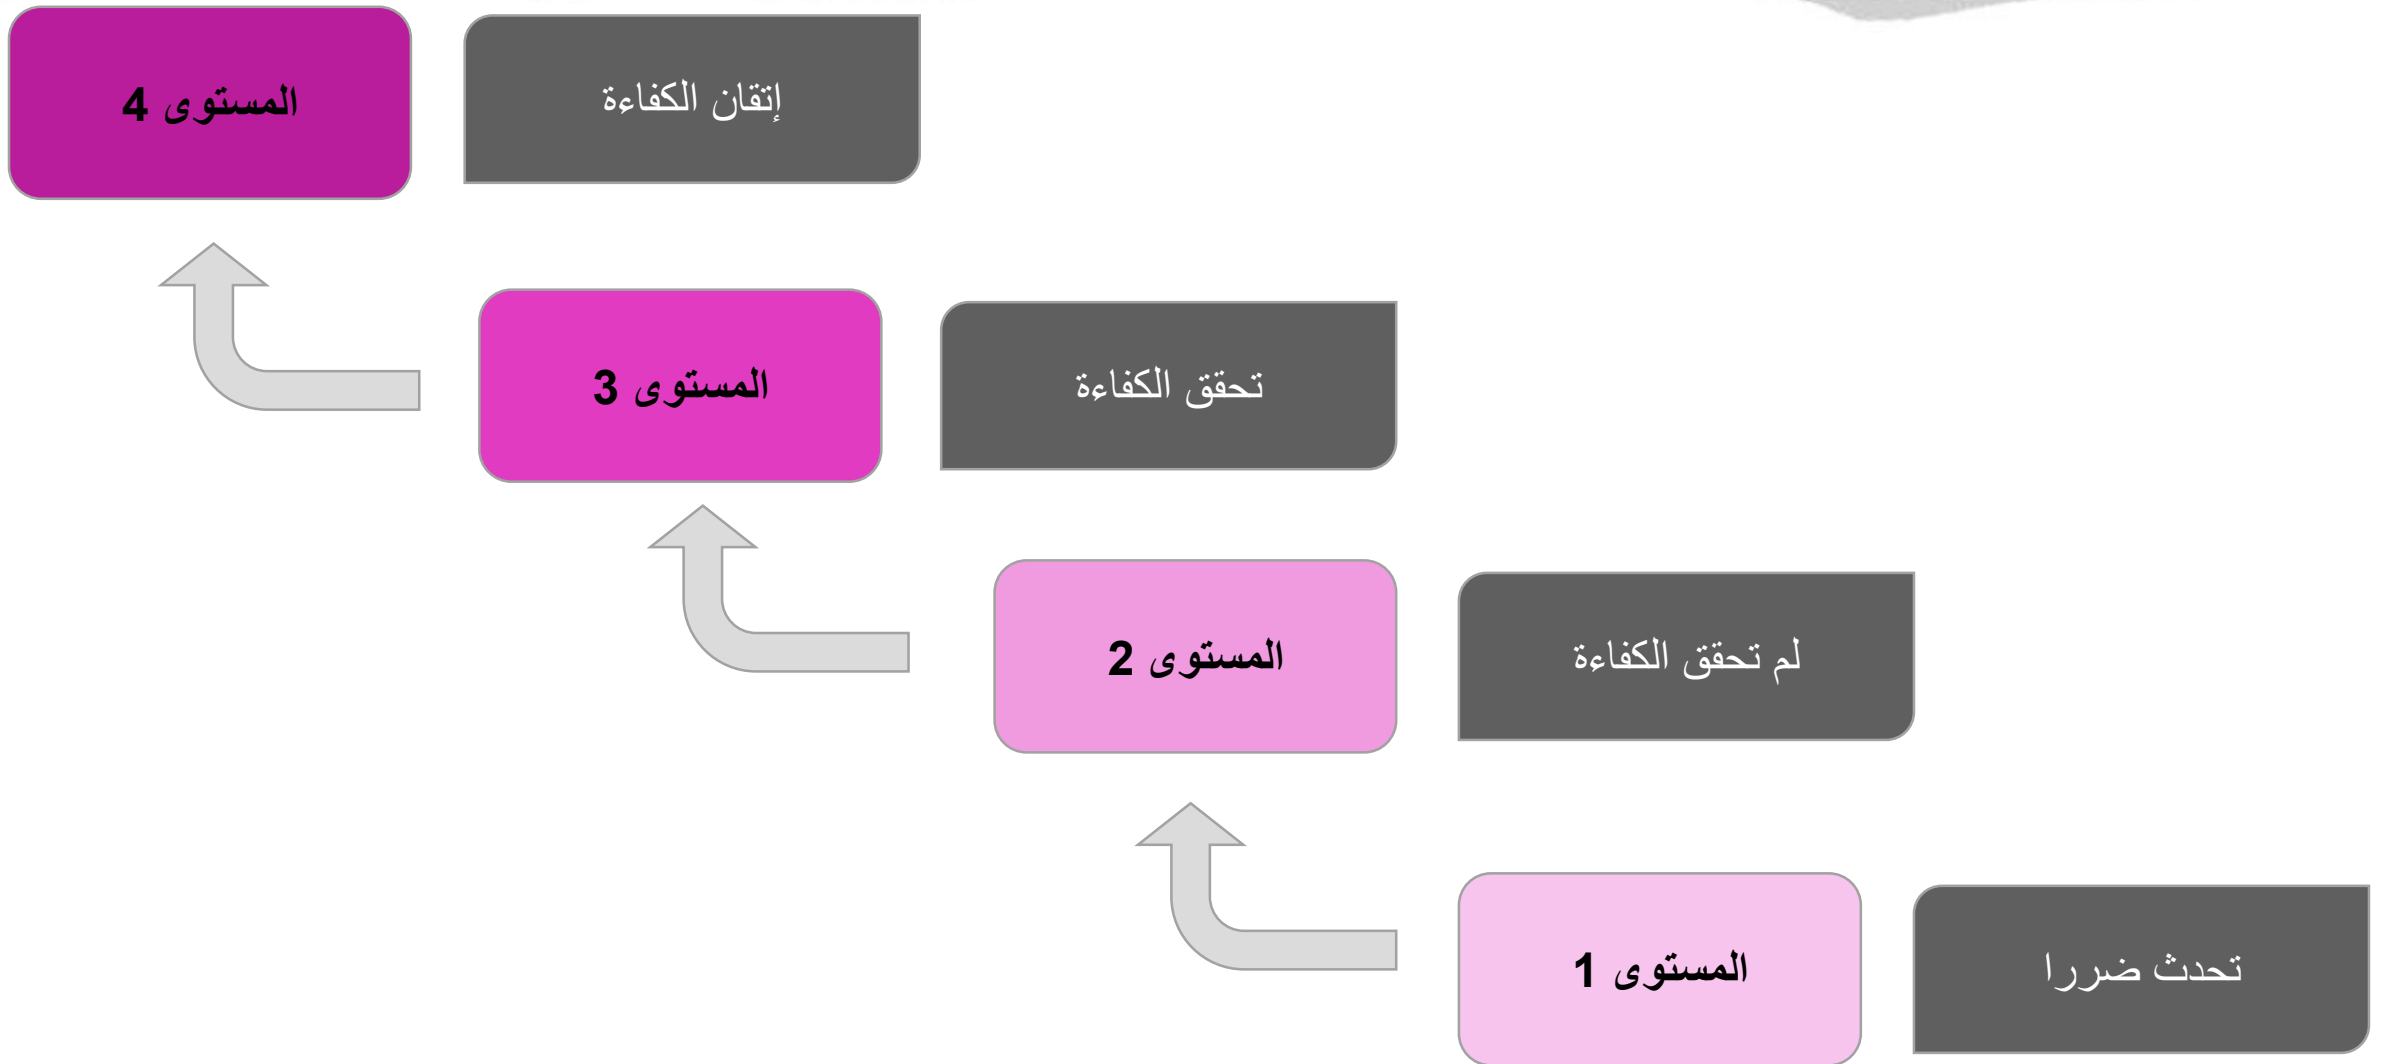 المستوى 4
إتقان الكفاءة
المستوى 3
تحقق الكفاءة
المستوى 2
لم تحقق الكفاءة
المستوى 1
تحدث ضررا